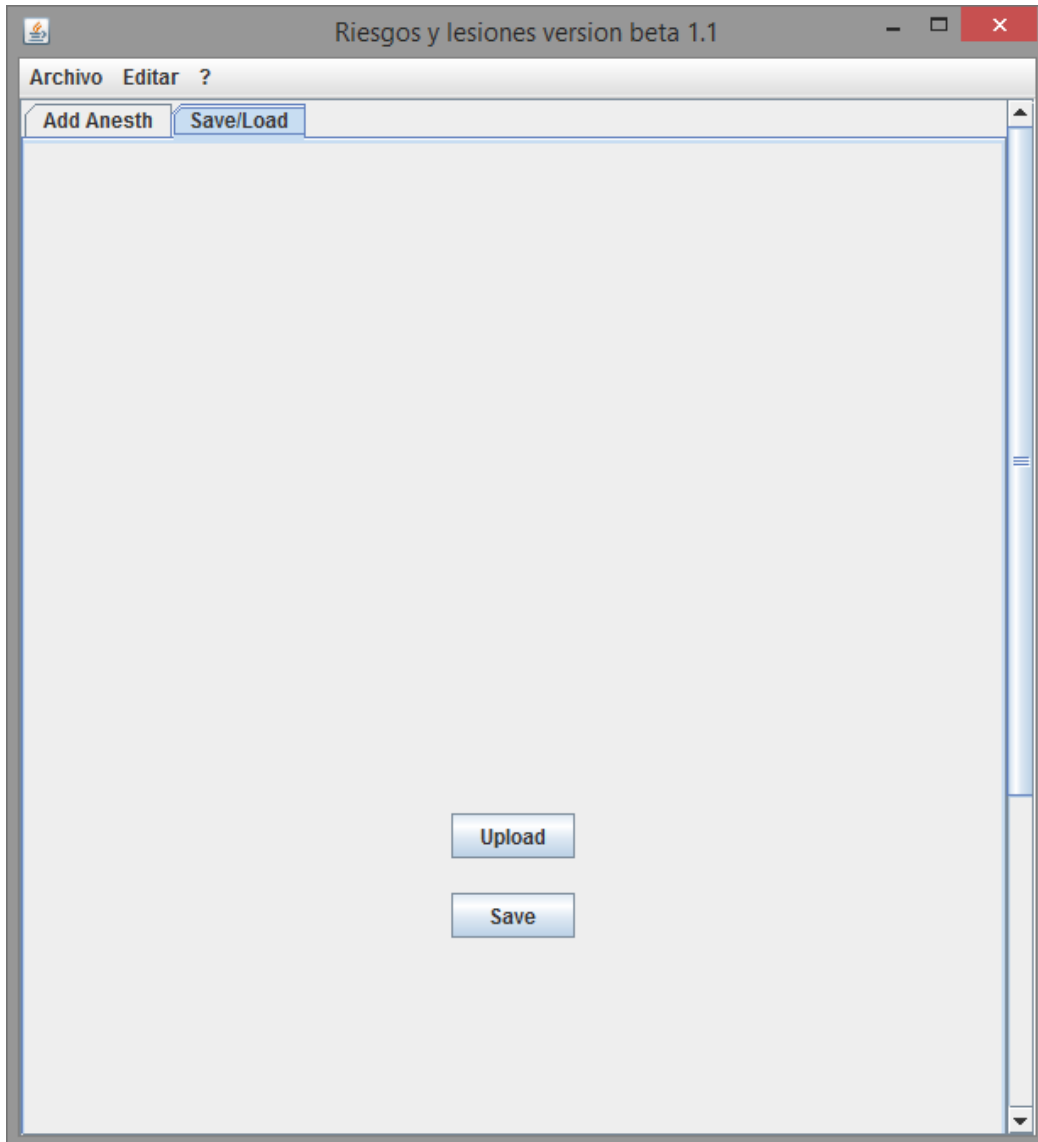 Riesgos y lesiones version beta 1.1
Archivo Editar ?
Add Anesth Save/Load
Upload
Save